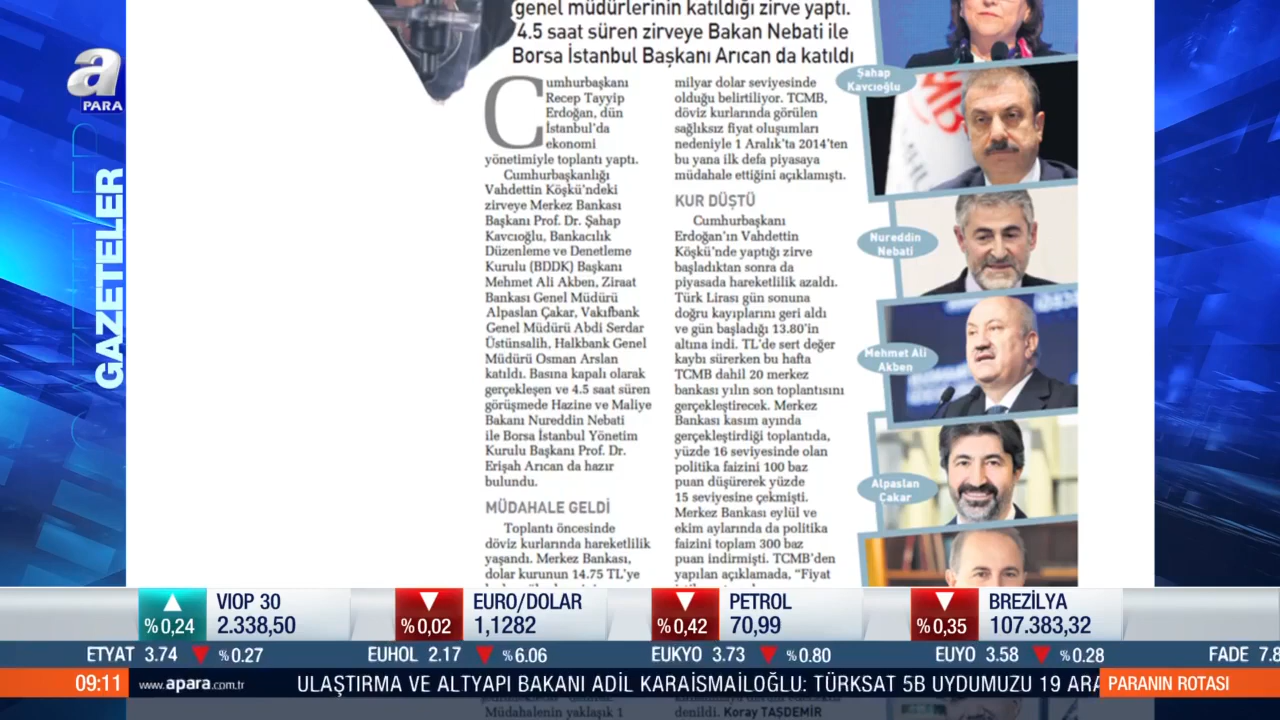 a
PARA
GAZETELER
genel müdürlerinin katıldığı zirve yaptı.
4.5 saat süren zirveye Bakan Nebati ile
Borsa İstanbul Başkanı Arıcan da katıldı
Cumhurbaşkanı
Recep Tayyip
Erdoğan, dün
İstanbul'da
ekonomi
yönetimiyle toplantı yaptı.
Cumhurbaşkanlığı
Vahdettin Köşkü'ndeki
zirveye Merkez Bankası
Başkanı Prof. Dr. Şahap
Kavcıoğlu, Bankacılık
Düzenleme ve Denetleme
Kurulu (BDDK) Başkanı
Mehmet Ali Akben, Ziraat
Bankası Genel Müdürü
Alpaslan Çakar, Vakıfbank
Genel Müdürü Abdi Serdar
Üstünsalih, Halkbank Genel
Müdürü Osman Arslan
katıldı. Basına kapalı olarak
gerçekleşen ve 4.5 saat süren
görüşmede Hazine ve Maliye
Bakanı Nureddin Nebati
ile Borsa İstanbul Yönetim
Kurulu Başkanı Prof. Dr.
Erişah Arıcan da hazır
bulundu.
MÜDAHALE GELDİ
Toplantı öncesinde
döviz kurlarında hareketlilik
yaşandı. Merkez Bankası,
dolar kurunun 14.75 TL'ye
milyar dolar seviyesinde
olduğu belirtiliyor. TCMB,
döviz kurlarında görülen
sağlıksız fiyat oluşumları
nedeniyle 1 Aralık'ta 2014'ten
bu yana ilk defa piyasaya
müdahale ettiğini açıklamıştı.
KUR DÜŞTÜ
Cumhurbaşkanı
Erdoğan'ın Vahdettin
Köşkü'nde yaptığı zirve
başladıktan sonra da
piyasada hareketlilik azaldı.
Türk Lirası gün sonuna
doğru kayıplarını geri aldı
ve gün başladığı 13.80'in
altına indi. TL'de sert değer
kaybı sürerken bu hafta
TCMB dahil 20 merkez
bankası yılın son toplantısını
gerçekleştirecek. Merkez
Bankası kasım ayında
gerçekleştirdiği toplantıda,
yüzde 16 seviyesinde olan
politika faizini 100 baz
puan düşürerek yüzde
15 seviyesine çekmişti.
Merkez Bankası eylül ve
ekim aylarında da politika
faizini toplam 300 baz
puan indirmişti. TCMB'den
yapılan açıklamada, "Fiyat
Şahap
Kavcıoğlu
Nureddin
Nebati
Mehmet Ali
Akben
Alpaslan
Çakar
%0,24 VIOP 30 2.338,50
%0,02 EURO/DOLAR 1,1282
%0,42 PETROL 70,99
%0,35 BREZİLYA 107.383,32
ETYAT 3.74 %0.27 EUHOL 2.17 %6.06 EUKYO 3.73 %0.80 EUYO 3.58 %0.28 FADE 7.8
09:11 www.apara.com.tr ULAŞTIRMA VE ALTYAPI BAKANI ADİL KARAİSMAİLOĞLU: TÜRKSAT 5B UYDUMUZU 19 ARA PARANIN ROTASI
Müdahalenin yaklaşık 1
denildi. Koray TAŞDEMİR